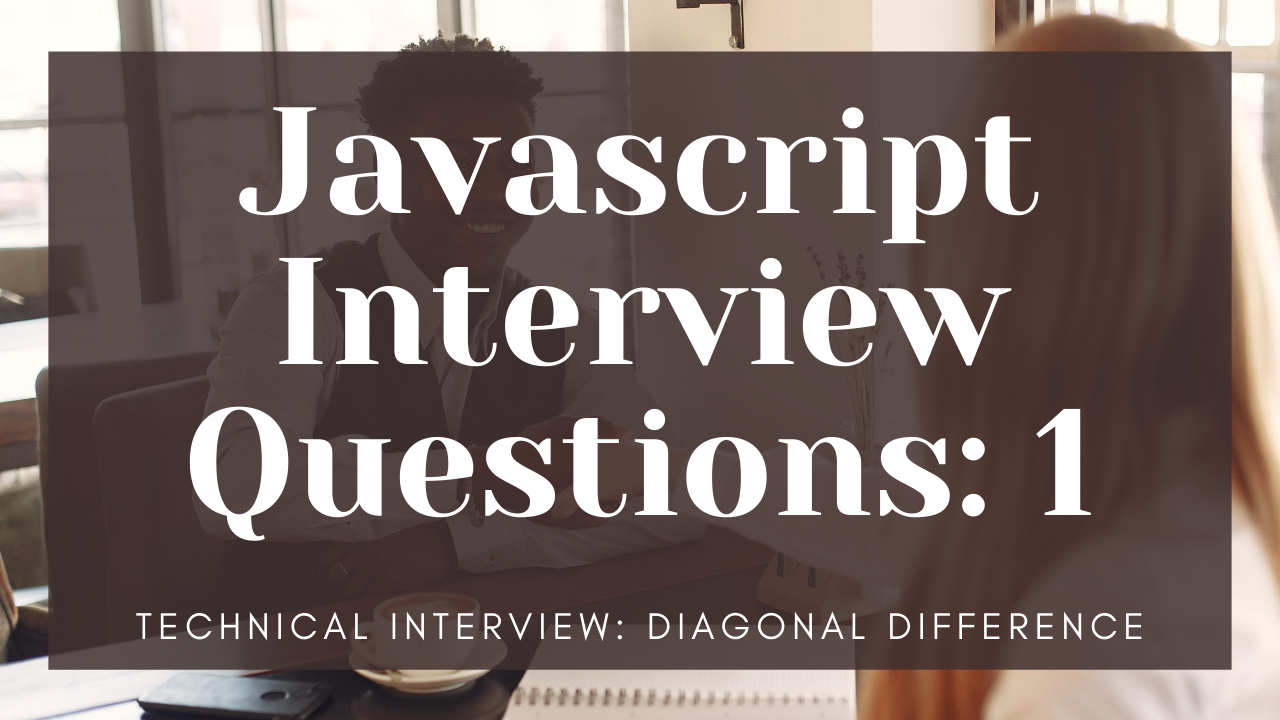 Javascript
Interview
Questions: 1
TECHNICAL INTERVIEW: DIAGONAL DIFFERENCE